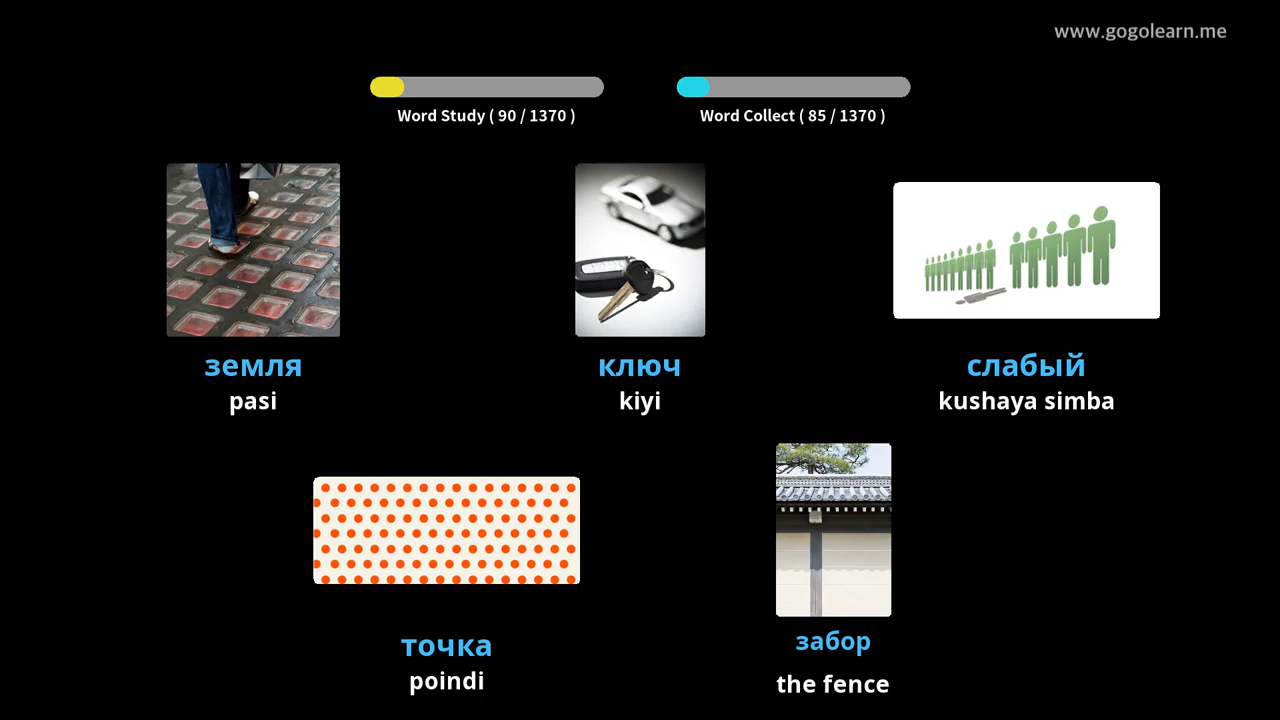 www.gogolearn.me
Word Study ( 90 / 1370 )
Word Collect ( 85 / 1370 )
земля
pasi
ключ
kiyi
слабый
kushaya simba
точка
poindi
забор
the fence